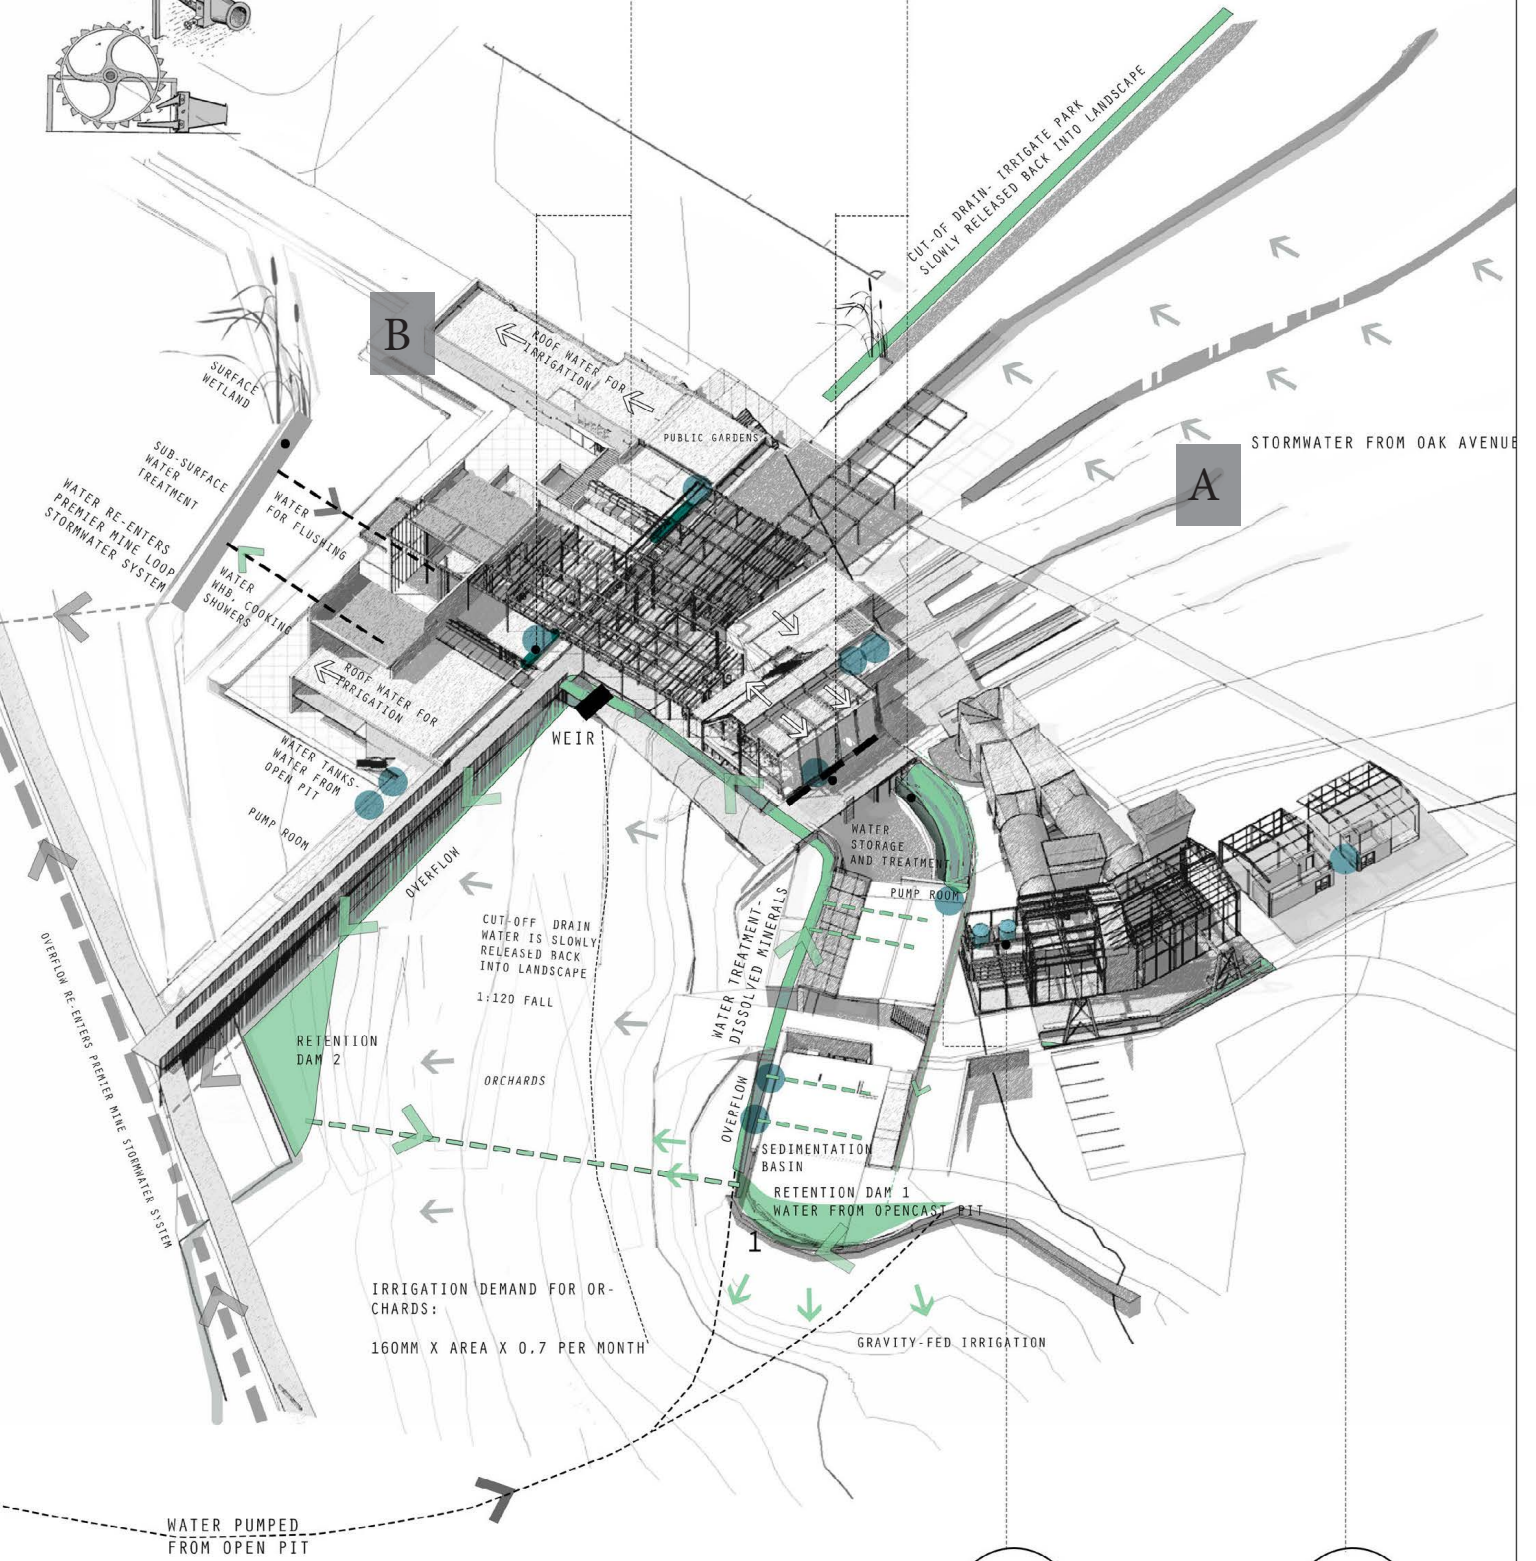 CUT-OF DRAIN- IRRIGATE PARK
SLOWLY RELEASED BACK INTO LANDSCAPE
B
ROOF WATER FOR
IRRIGATION
SURFACE
WETLAND
PUBLIC GARDENS
STORMWATER FROM OAK AVENUE
A
SUB-SURFACE
WATER
TREATMENT
WATER RE-ENTERS
PREMIER MINE LOOP
STORMWATER SYSTEM
WATER
FOR FLUSHING
WATER
WHB, COOKING
SHOWERS
ROOF WATER FOR
IRRIGATION
WEIR
WATER TANKS-
WATER FROM
OPEN PIT
PUMP ROOM
WATER
STORAGE
AND TREATMENT
PUMP ROOM
OVERFLOW
CUT-OFF DRAIN
WATER IS SLOWLY
RELEASED BACK
INTO LANDSCAPE
1:120 FALL
WATER TREATMENT-
DISSOLVED MINERALS
OVERFLOW RE-ENTERS PREMIER MINE STORMWATER SYSTEM
RETENTION
DAM 2
ORCHARDS
OVERFLOW
SEDIMENTATION
BASIN
RETENTION DAM 1
WATER FROM OPENCAST PIT
1
IRRIGATION DEMAND FOR OR-
CHARDS:
160MM X AREA X 0.7 PER MONTH
GRAVITY-FED IRRIGATION
WATER PUMPED
FROM OPEN PIT